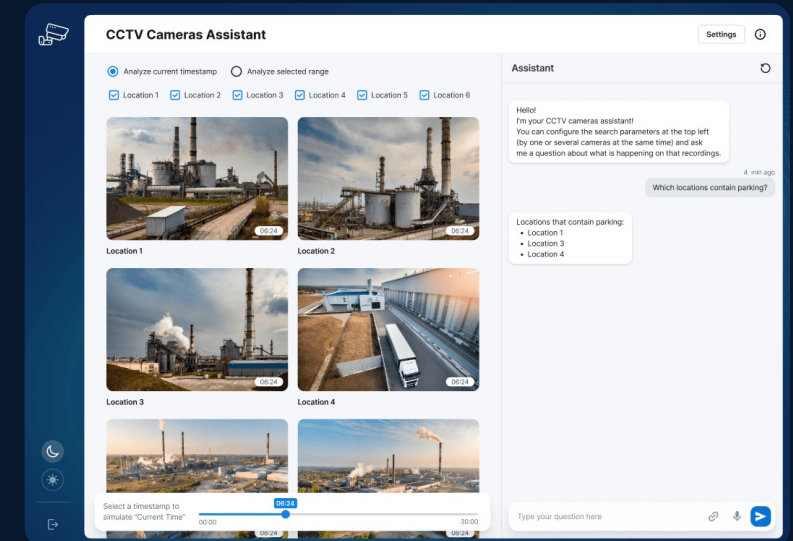 CCTV Cameras Assistant
Settings
Analyze current timestamp
Analyze selected range
Location 1
Location 2
Location 3
Location 4
Location 5
Location 6
06:24
06:24
Location 1
Location 2
06:24
06:24
Location 3
Location 4
Select a timestamp to
simulate "Current Time"
06:24
00:00
30:00
06:24
06:24
Assistant
Hello!
I'm your CCTV cameras assistant!
You can configure the search parameters at the top left
(by one or several cameras at the same time) and ask
me a question about what is happening on that recordings.
4 min ago
Which locations contain parking?
Locations that contain parking:
• Location 1
• Location 3
• Location 4
Type your question here